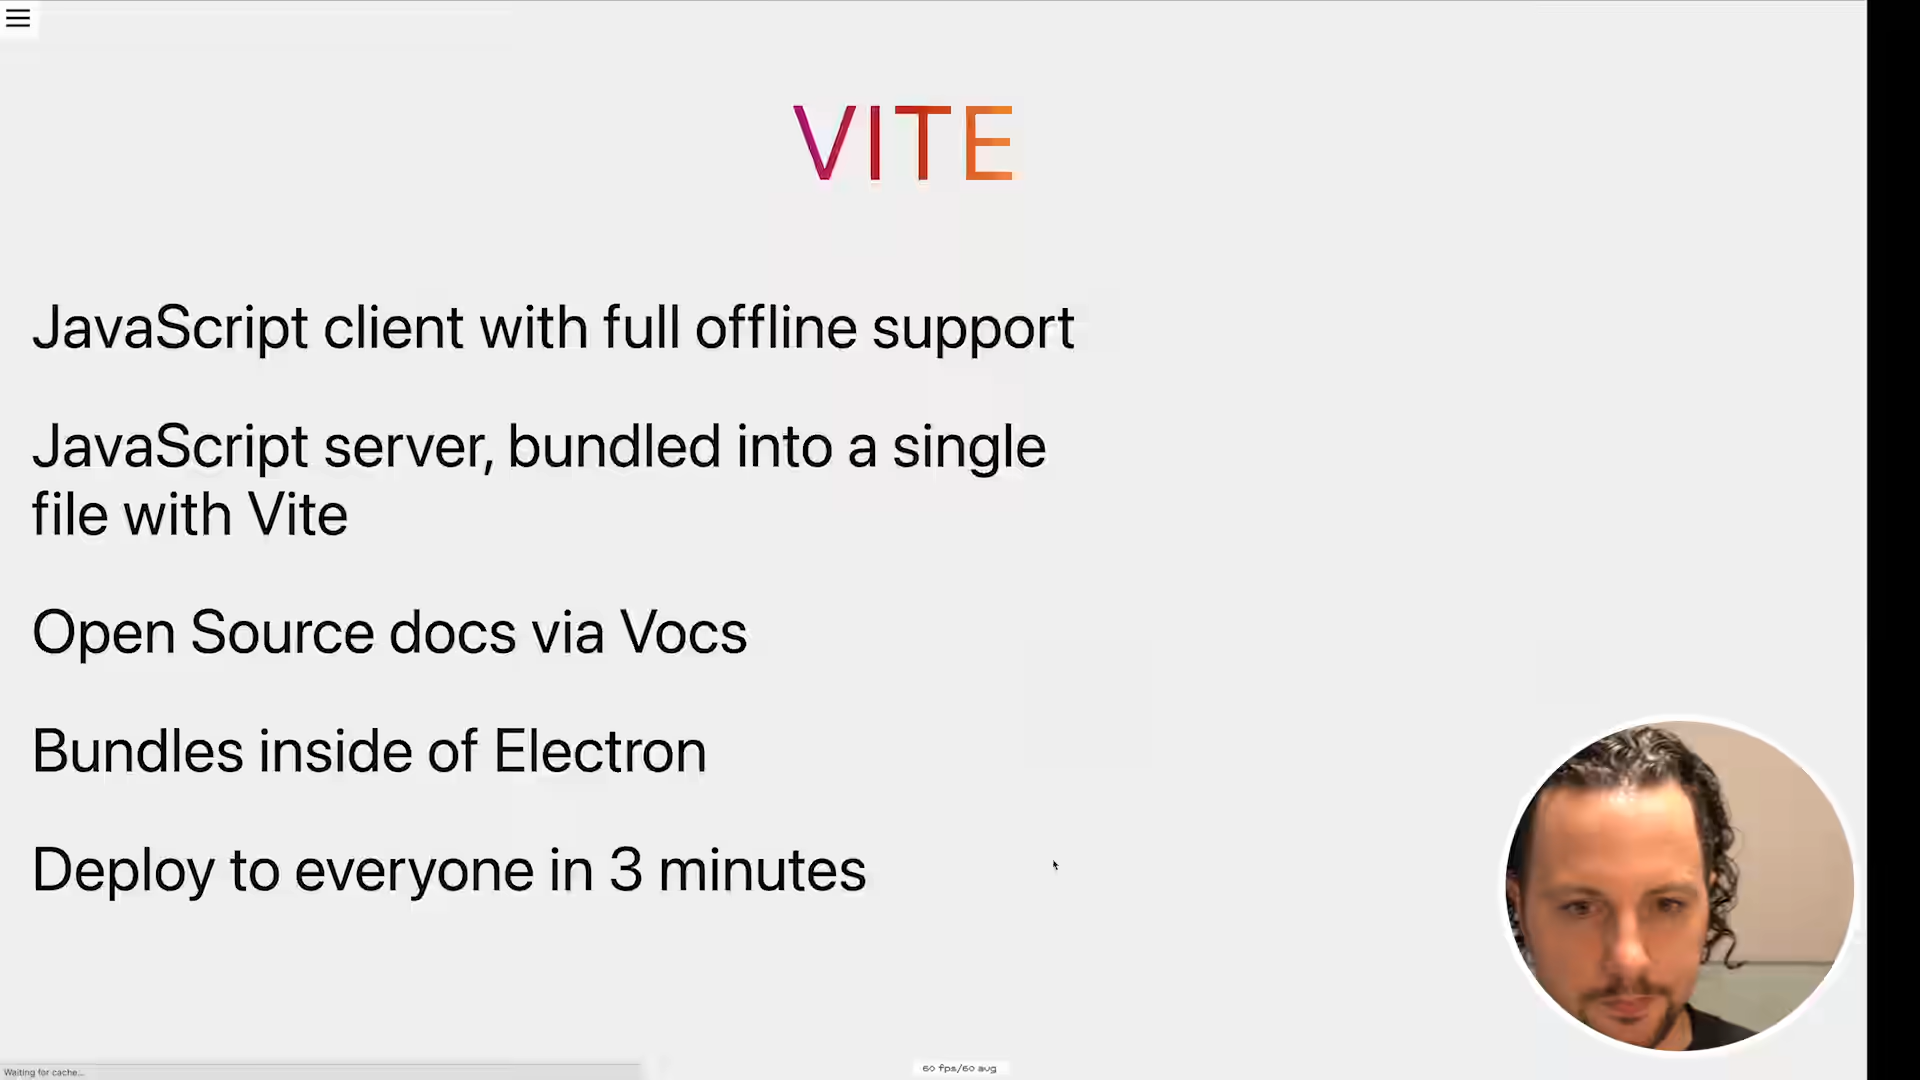 VITE
JavaScript client with full offline support
JavaScript server, bundled into a single
file with Vite
Open Source docs via Vocs
Bundles inside of Electron
Deploy to everyone in 3 minutes
Waiting for cache...
60 fps/60 avg